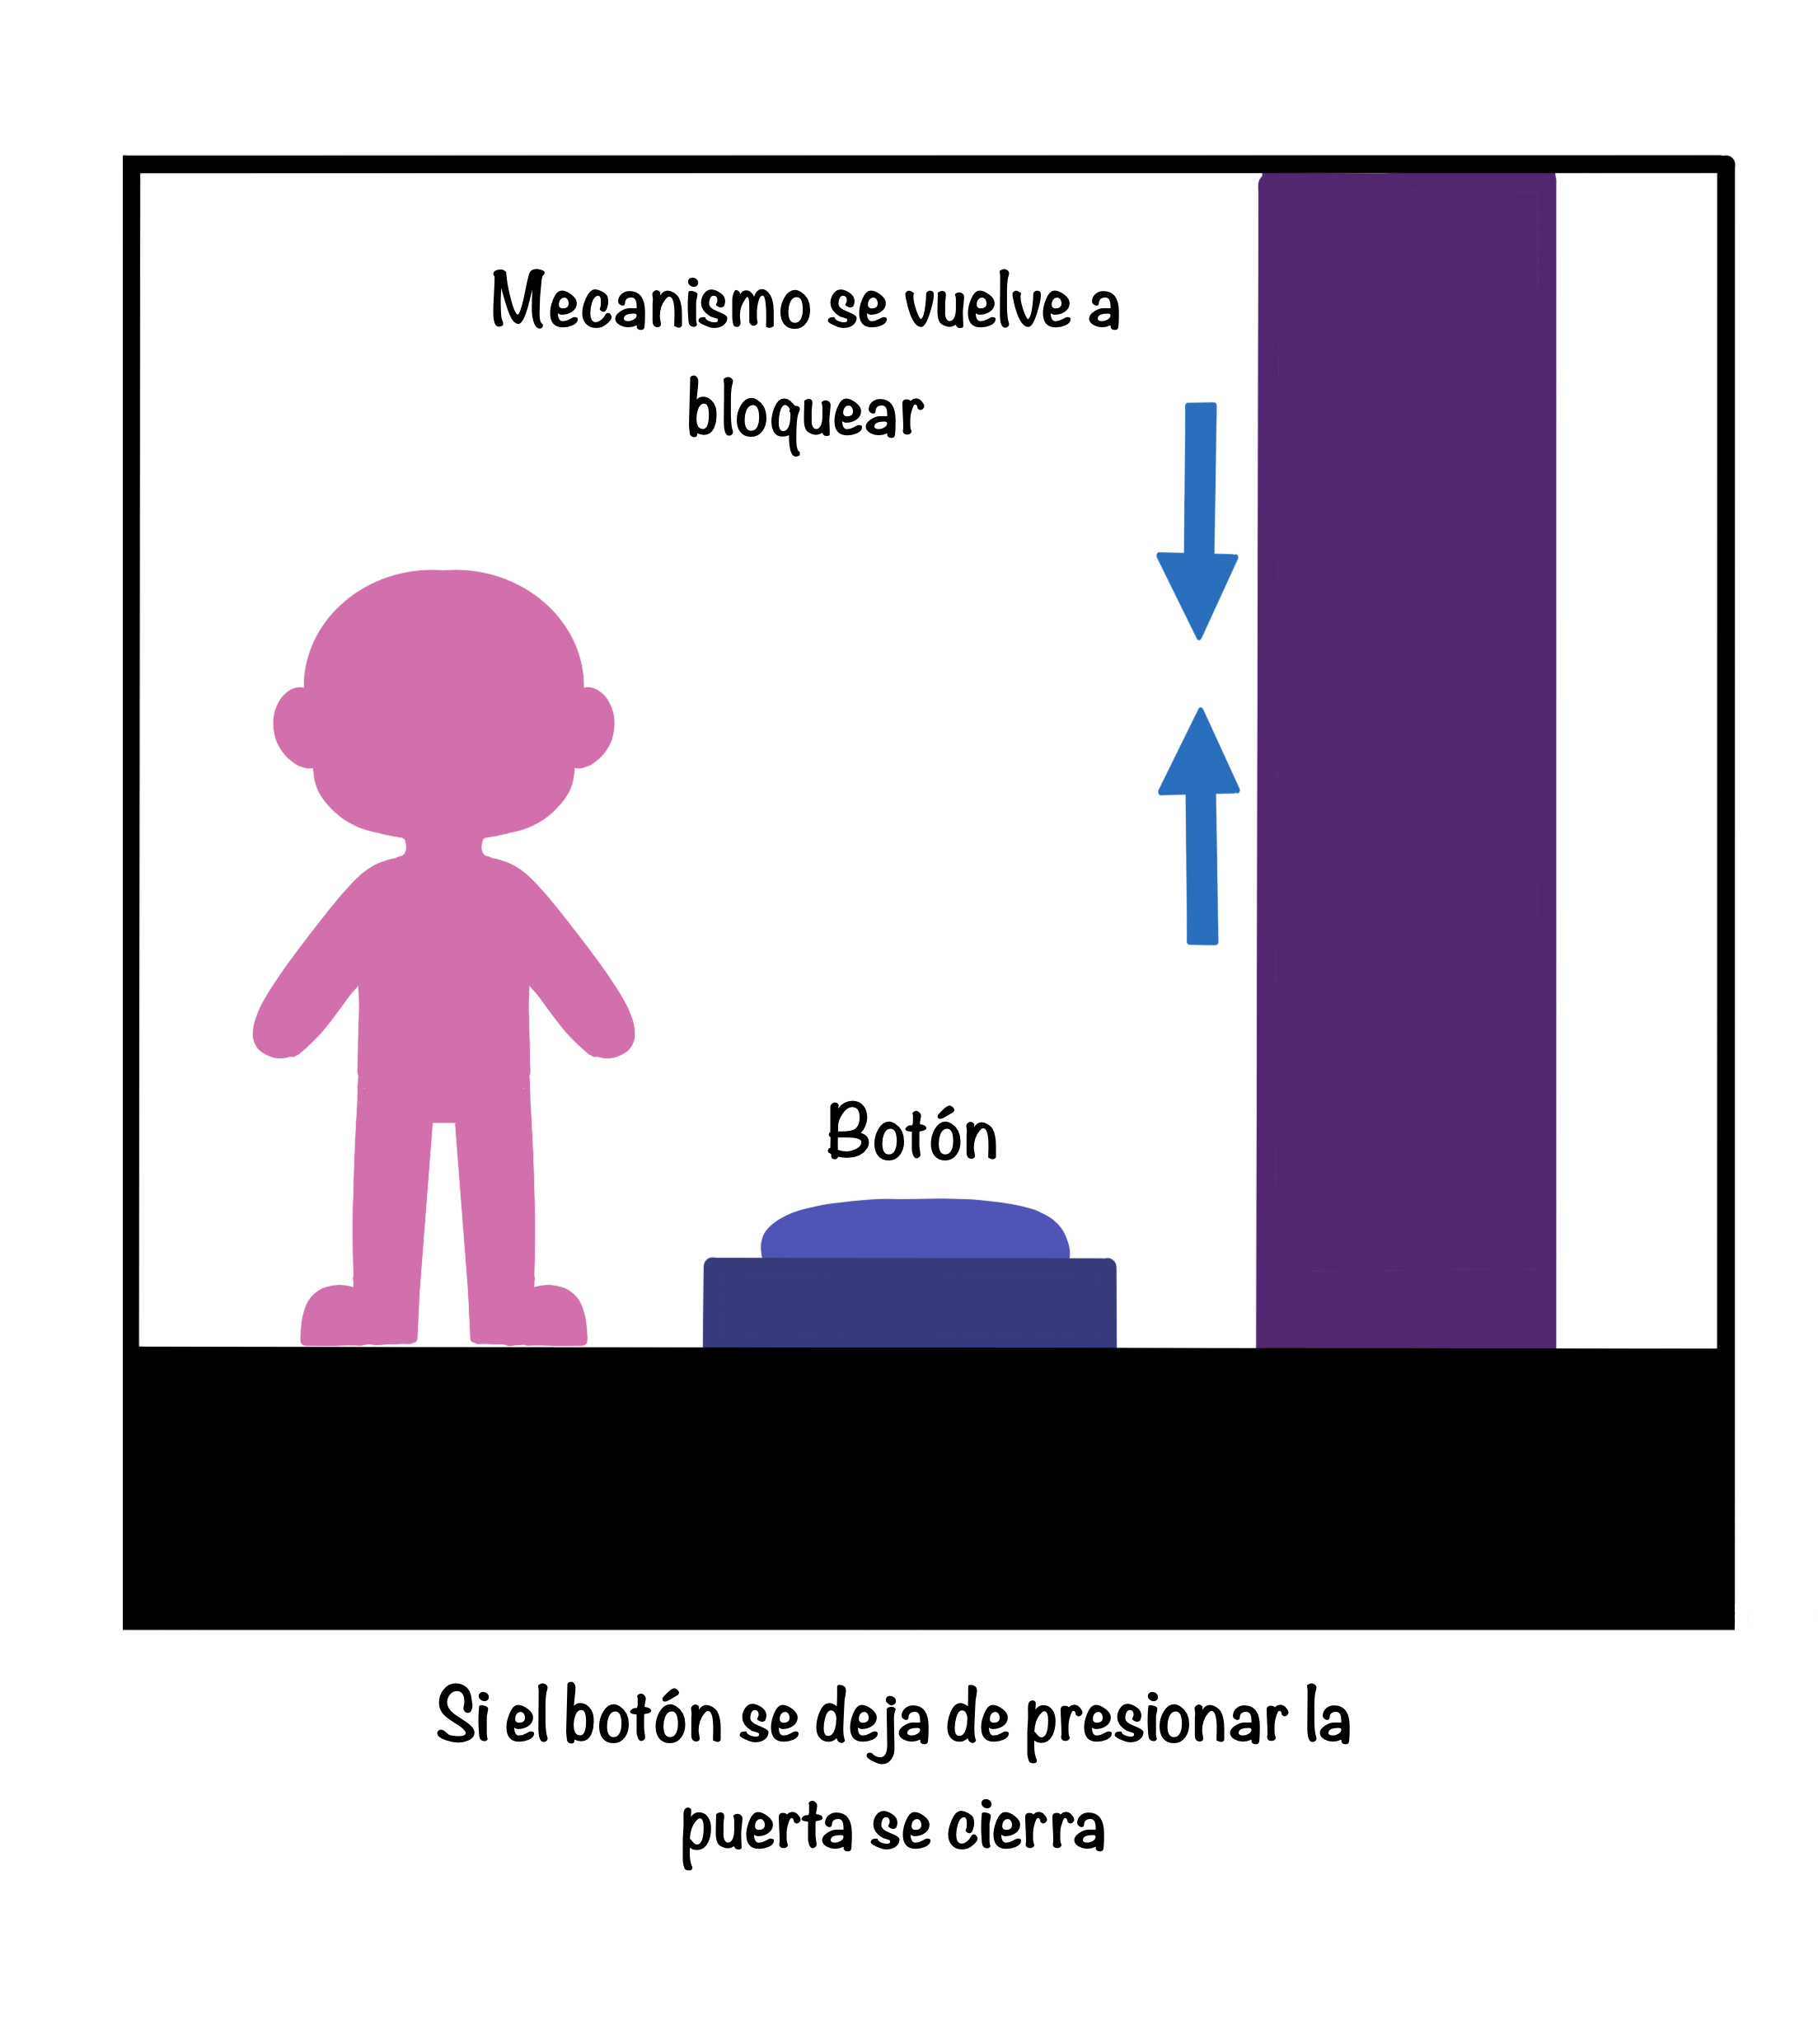 Mecanismo se vuelve a
bloquear
Botón
Si el botón se deja de presionar la
puerta se cierra